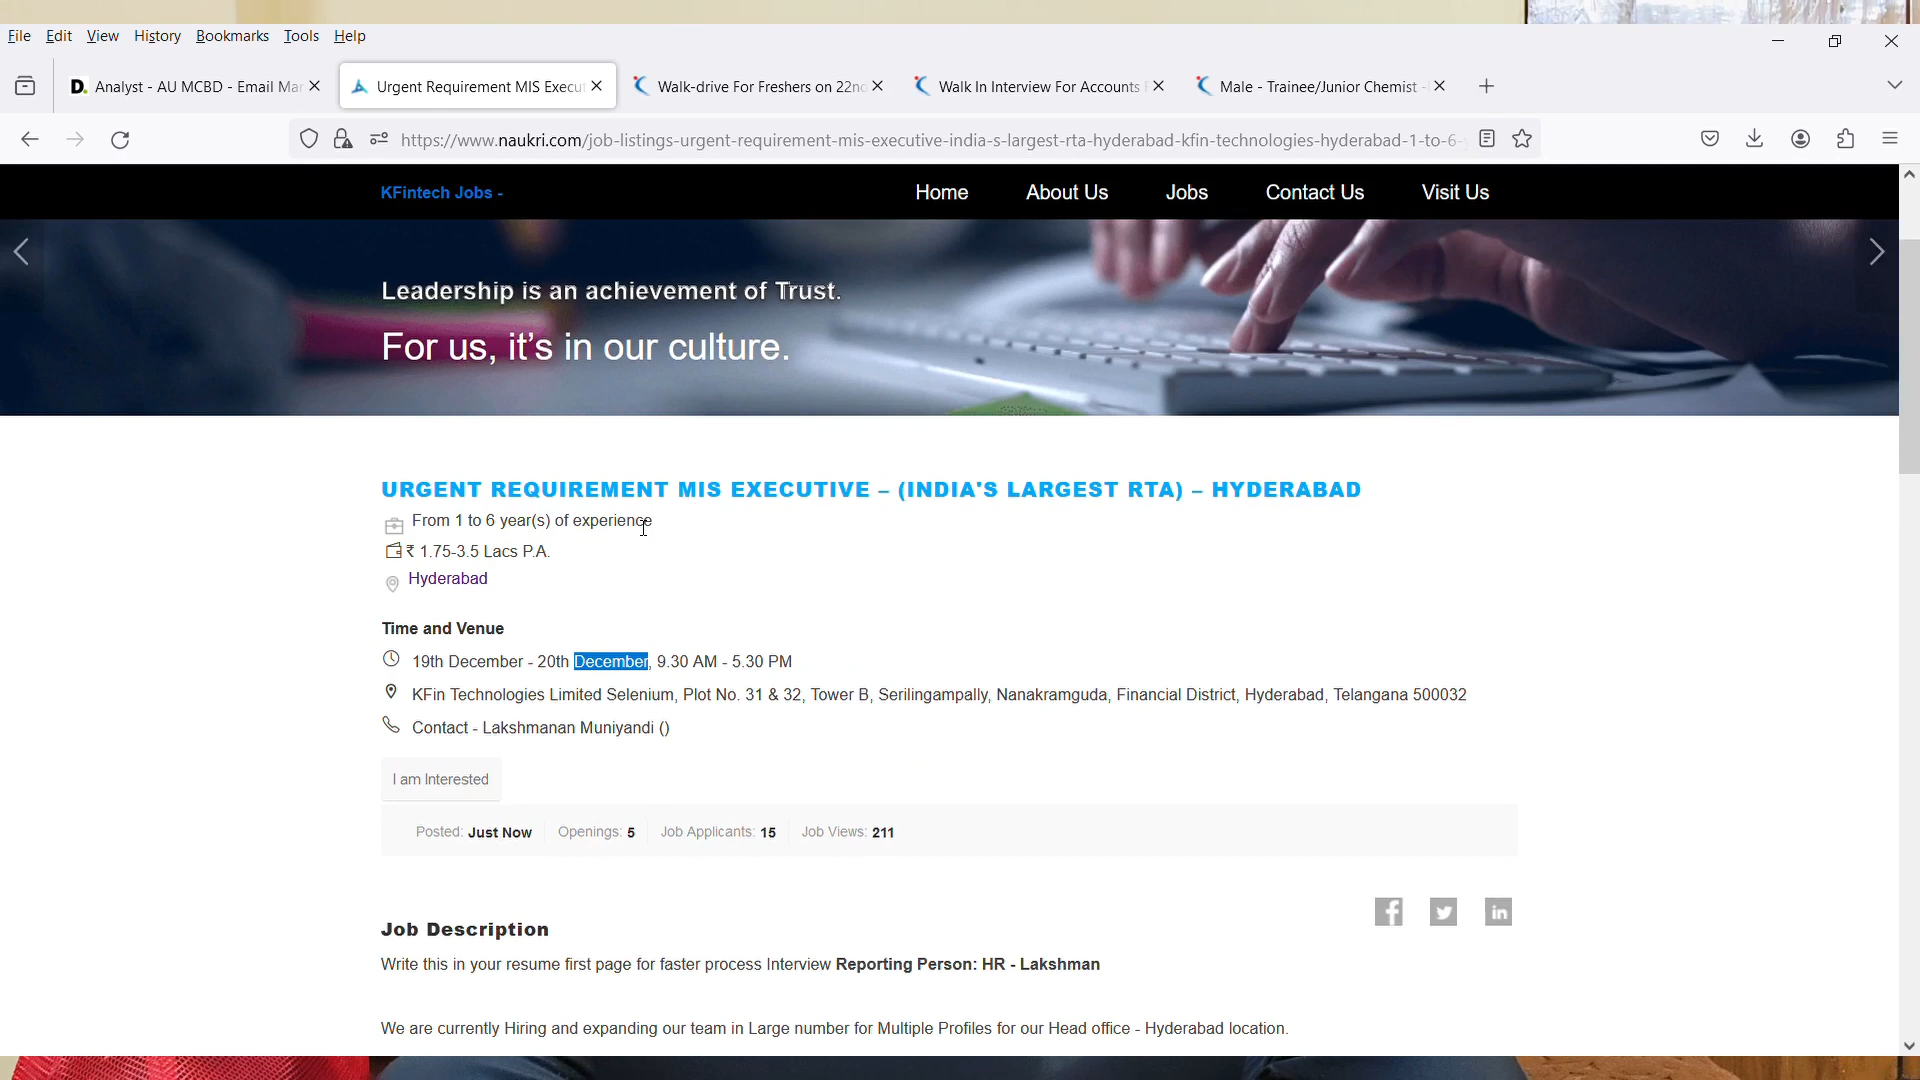 File Edit View History Bookmarks Tools Help
D. Analyst - AU MCBD - Email Mar
Urgent Requirement MIS Execut
Walk-drive For Freshers on 22nd
Walk In Interview For Accounts
Male - Trainee/Junior Chemist -
https://www.naukri.com/job-listings-urgent-requirement-mis-executive-india-s-largest-rta-hyderabad-kfin-technologies-hyderabad-1-to-6-
KFintech Jobs - Home About Us Jobs Contact Us Visit Us
Leadership is an achievement of Trust.
For us, it's in our culture.
URGENT REQUIREMENT MIS EXECUTIVE – (INDIA'S LARGEST RTA) – HYDERABAD
From 1 to 6 year(s) of experience
₹ 1.75-3.5 Lacs P.A.
Hyderabad
Time and Venue
19th December - 20th December, 9.30 AM - 5.30 PM
KFin Technologies Limited Selenium, Plot No. 31 & 32, Tower B, Serilingampally, Nanakramguda, Financial District, Hyderabad, Telangana 500032
Contact - Lakshmanan Muniyandi ()
I am Interested
Posted: Just Now Openings: 5 Job Applicants: 15 Job Views: 211
Job Description
Write this in your resume first page for faster process Interview Reporting Person: HR - Lakshman
We are currently Hiring and expanding our team in Large number for Multiple Profiles for our Head office - Hyderabad location.